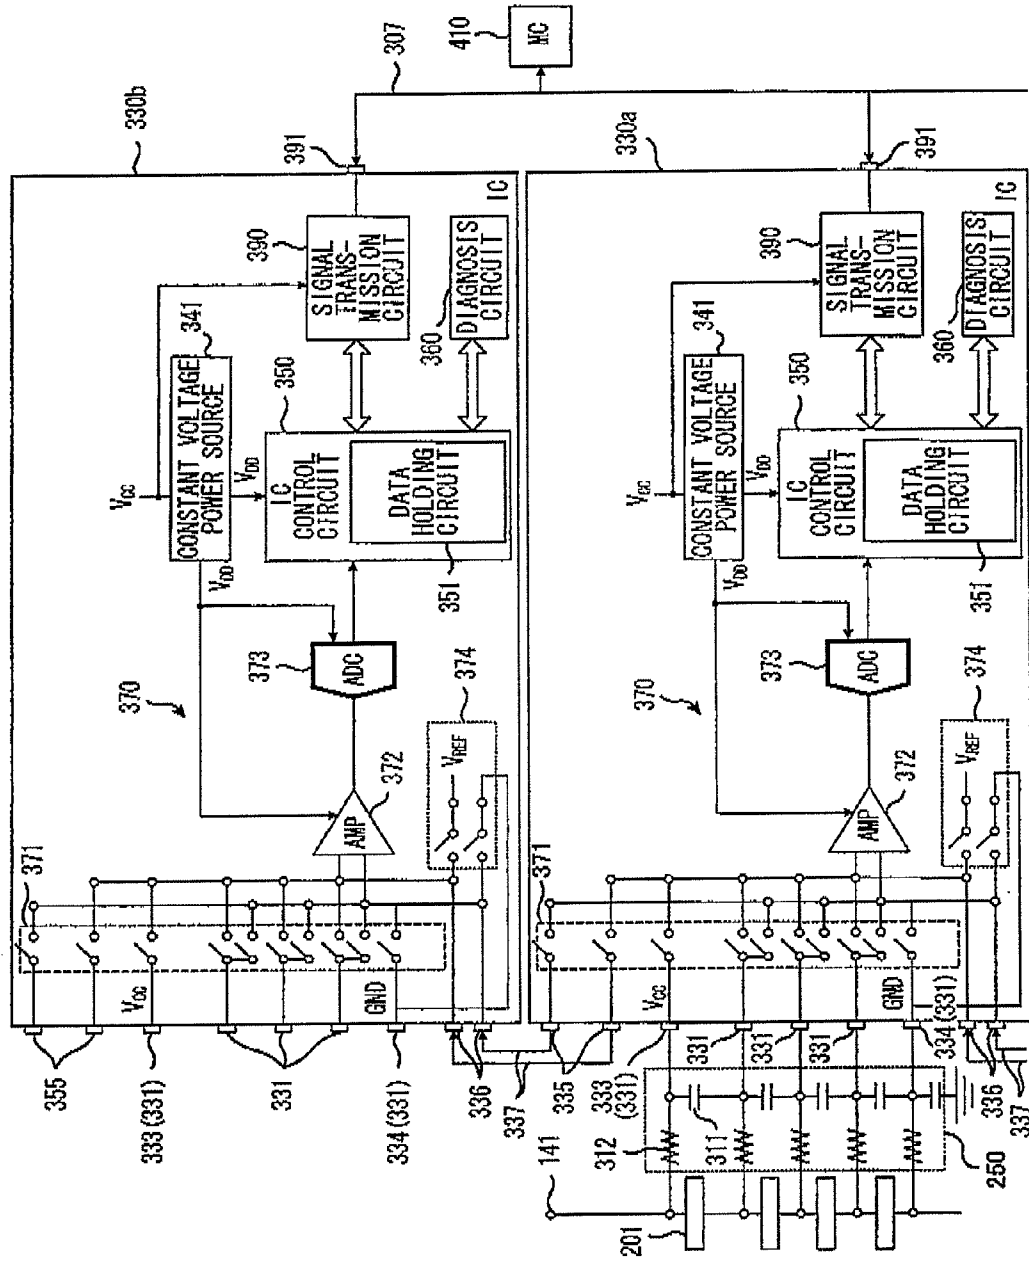 410
MC
307
330b
391
IC
390
SIGNAL
TRANS-
MISSION
CIRCUIT
360
DIAGNOSIS
CIRCUIT
341
VCC
CONSTANT VOLTAGE
POWER SOURCE
VDD
VDD
350
IC
CONTROL
CIRCUIT
DATA
HOLDING
CIRCUIT
351
373
ADC
370
374
VREF
372
AMP
371
VCC
GND
355
333 (331)
331
334 (331)
336
337
330a
391
IC
390
SIGNAL
TRANS-
MISSION
CIRCUIT
360
DIAGNOSIS
CIRCUIT
341
VCC
CONSTANT VOLTAGE
POWER SOURCE
VDD
VDD
350
IC
CONTROL
CIRCUIT
DATA
HOLDING
CIRCUIT
351
373
ADC
370
374
VREF
372
AMP
371
VCC
GND
335
333
(331)
331
331
331
334 (331)
336
337
141
312
311
250
201